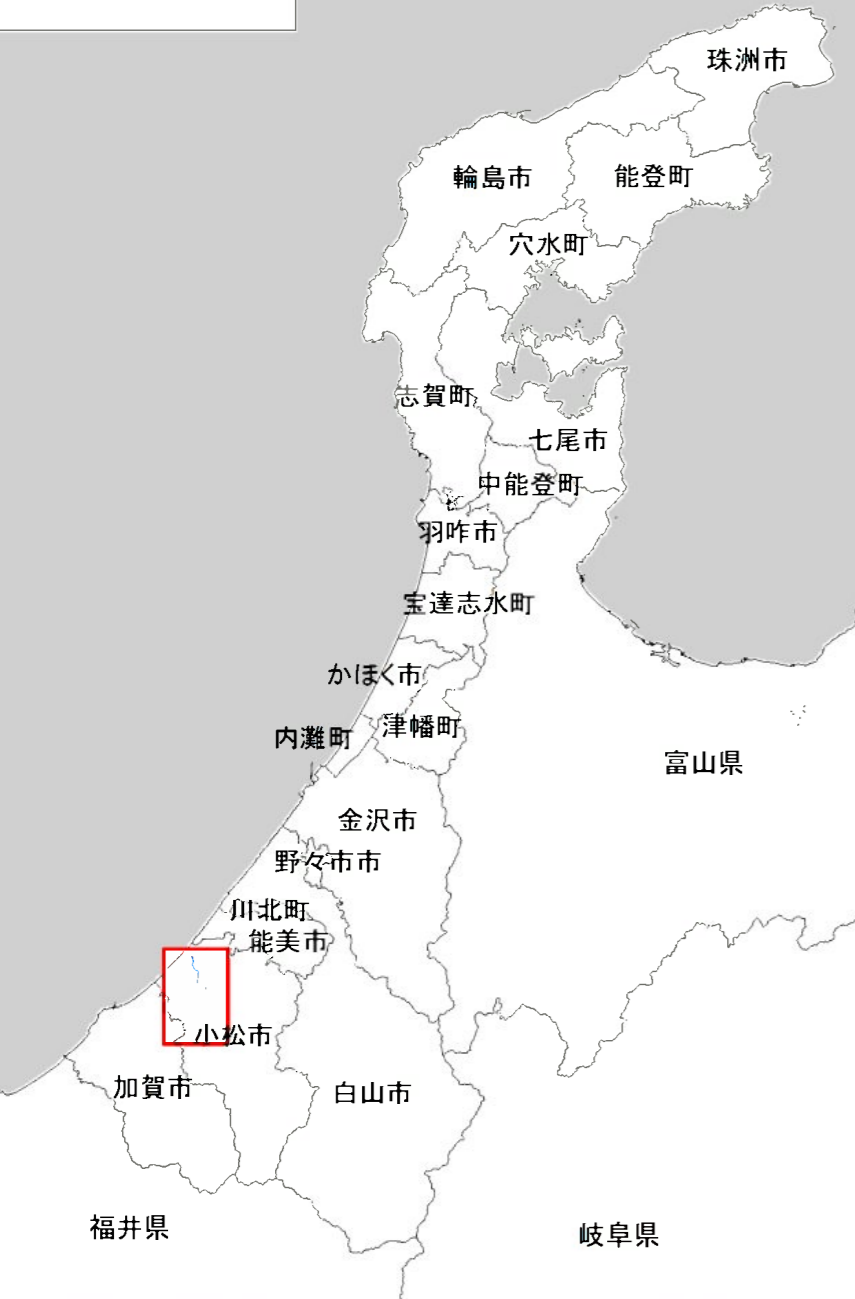 珠洲市
輪島市
能登町
穴水町
志賀町
七尾市
中能登町
羽咋市
宝達志水町
かほく市
津幡町
内灘町
富山県
金沢市
野々市市
川北町
能美市
小松市
加賀市
白山市
福井県
岐阜県